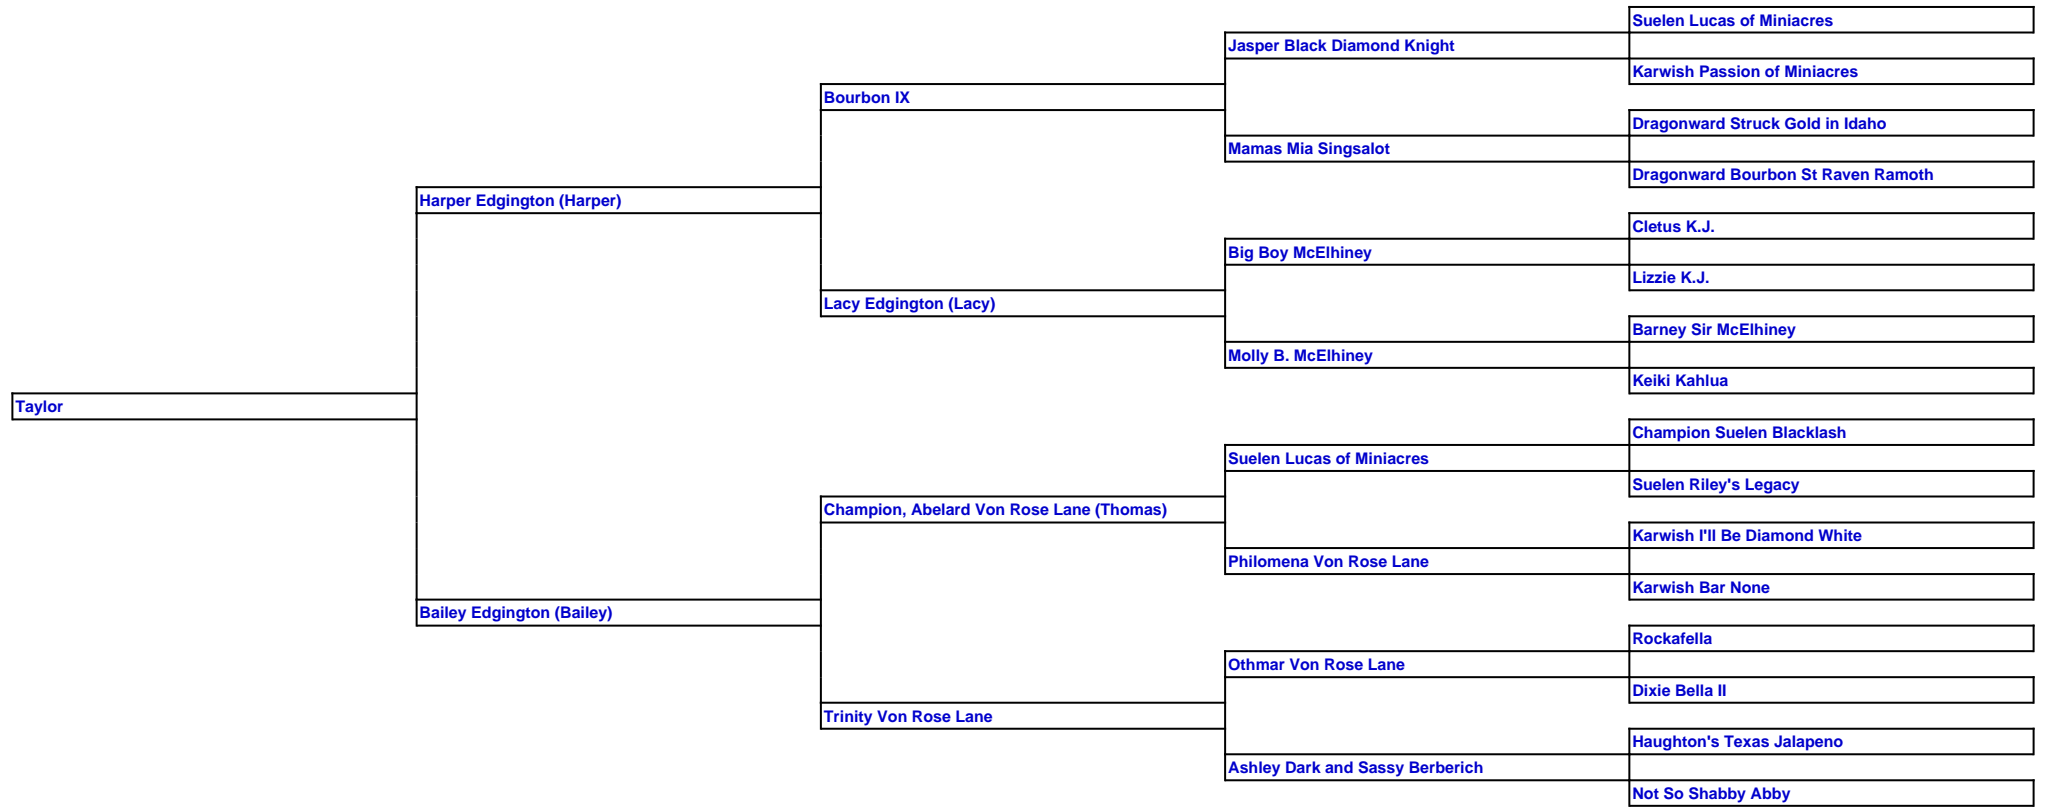 Suelen Lucas of Miniacres
Jasper Black Diamond Knight
Karwish Passion of Miniacres
Bourbon IX
Dragonward Struck Gold in Idaho
Mamas Mia Singsalot
Dragonward Bourbon St Raven Ramoth
Harper Edgington (Harper)
Cletus K.J.
Big Boy McElhiney
Lizzie K.J.
Lacy Edgington (Lacy)
Barney Sir McElhiney
Molly B. McElhiney
Keiki Kahlua
Taylor
Champion Suelen Blacklash
Suelen Lucas of Miniacres
Suelen Riley's Legacy
Champion, Abelard Von Rose Lane (Thomas)
Karwish I'll Be Diamond White
Philomena Von Rose Lane
Karwish Bar None
Bailey Edgington (Bailey)
Rockafella
Othmar Von Rose Lane
Dixie Bella II
Trinity Von Rose Lane
Haughton's Texas Jalapeno
Ashley Dark and Sassy Berberich
Not So Shabby Abby